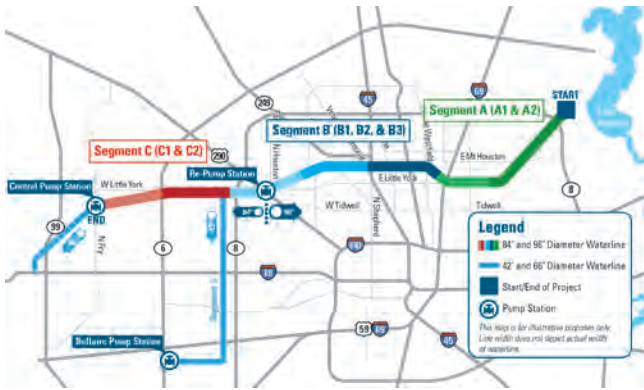 START
69
45
249
Segment A (A1 & A2)
Segment B (B1, B2, & B3)
N Houston
Segment C (C1 & C2)
290
E Mt Houston
Re-Pump Station
Central Pump Station
W Little York
E Little York
8
END
W Tidwell
Tidwell
84"
96"
N Shepherd
99
N Fry
6
8
Legend
84" and 96" Diameter Waterline
42" and 66" Diameter Waterline
Start/End of Project
Pump Station
This map is for illustrative purposes only.
Line width does not depict actual width
of waterline.
610
10
59
69
45
Bellaire Pump Station